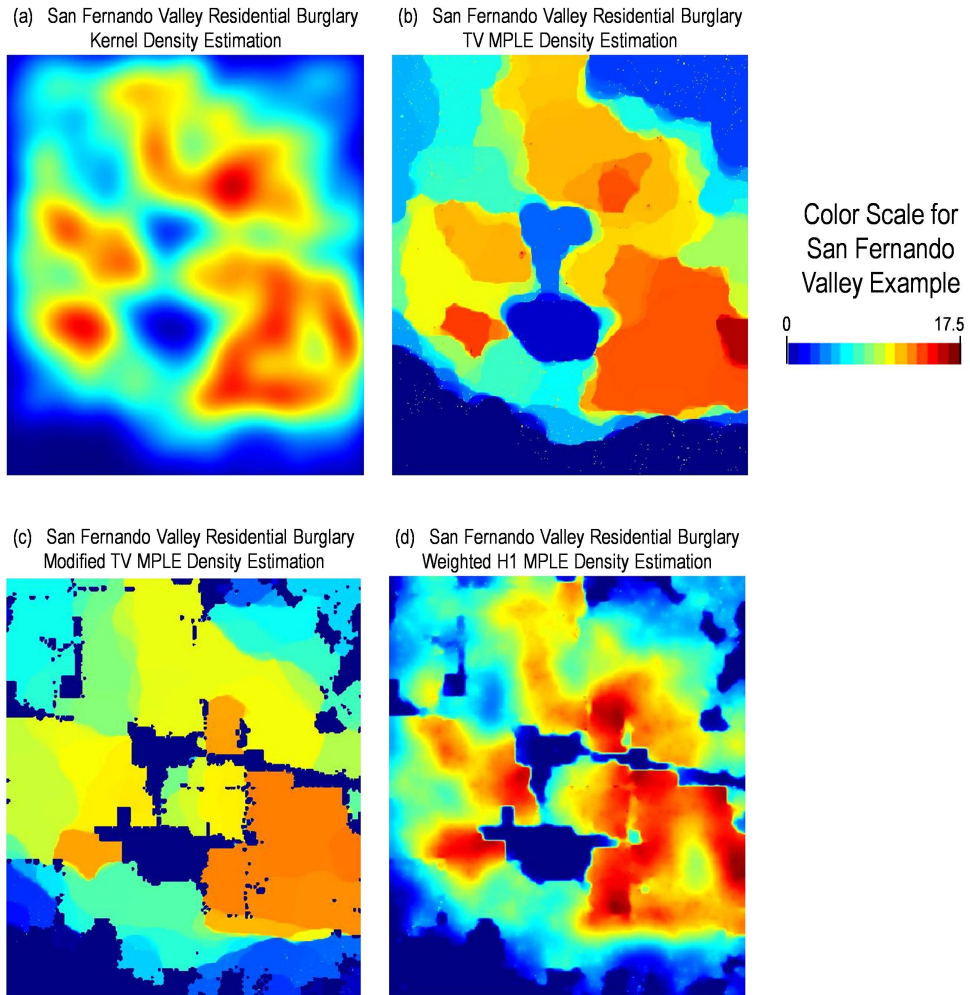 (a) San Fernando Valley Residential Burglary
Kernel Density Estimation
(b) San Fernando Valley Residential Burglary
TV MPLE Density Estimation
Color Scale for
San Fernando
Valley Example
0 17.5
(c) San Fernando Valley Residential Burglary
Modified TV MPLE Density Estimation
(d) San Fernando Valley Residential Burglary
Weighted H1 MPLE Density Estimation